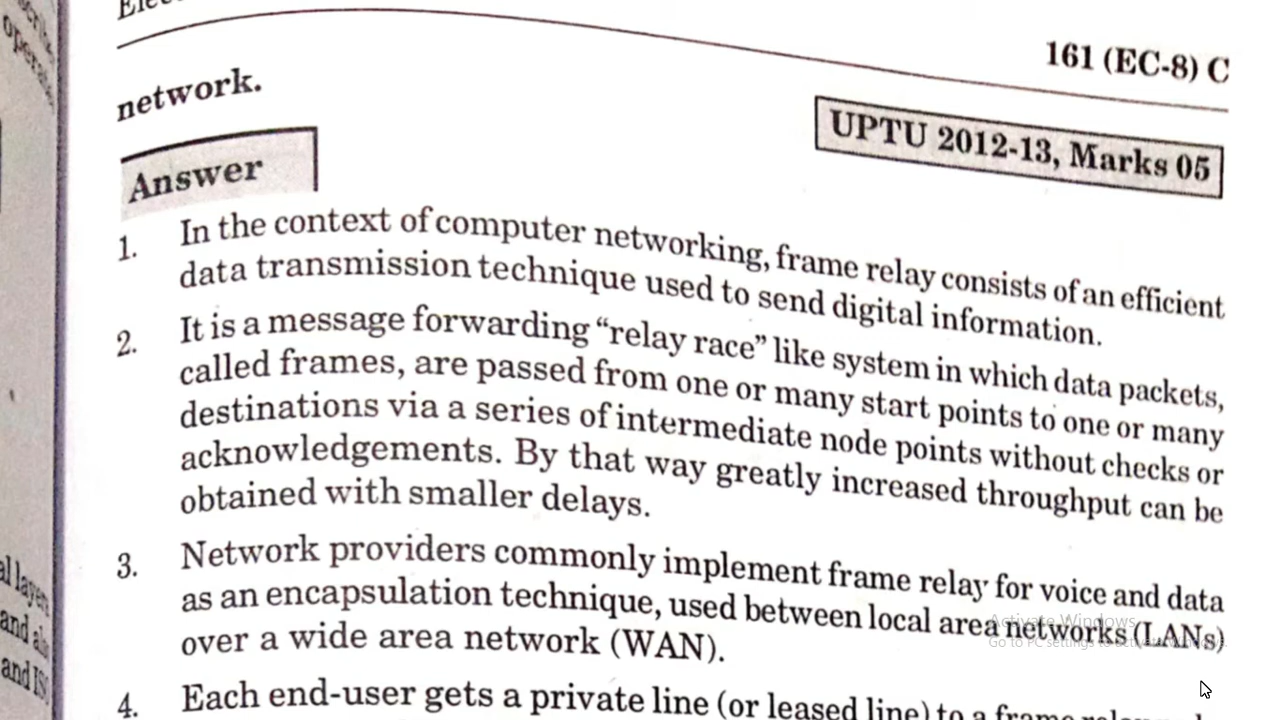 161 (EC-8) C
network.
UPTU 2012-13, Marks 05
Answer
1. In the context of computer networking, frame relay consists of an efficient
data transmission technique used to send digital information.
2. It is a message forwarding “relay race” like system in which data packets,
called frames, are passed from one or many start points to one or many
destinations via a series of intermediate node points without checks or
acknowledgements. By that way greatly increased throughput can be
obtained with smaller delays.
3. Network providers commonly implement frame relay for voice and data
as an encapsulation technique, used between local area networks (LANs)
over a wide area network (WAN).
4. Each end-user gets a private line (or leased line) to a frame
Activate Windows
Go to PC settings to activate Windows.